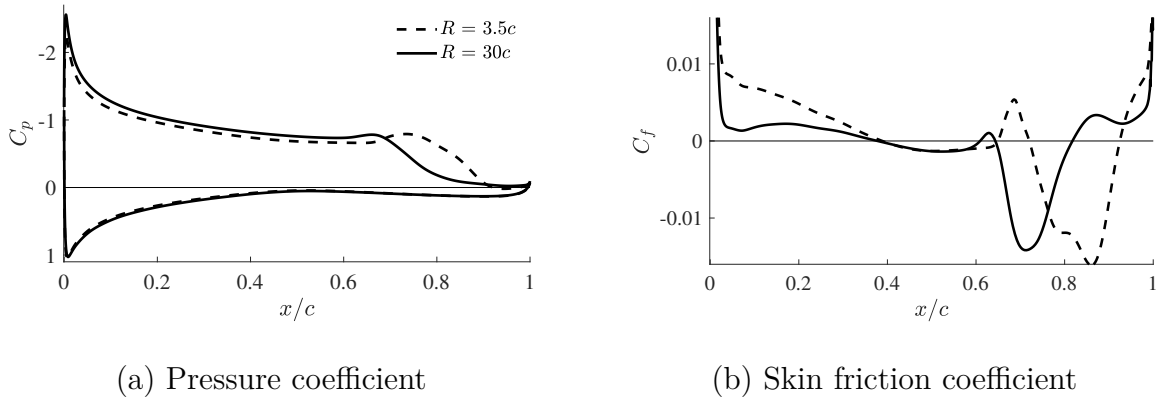 R = 3.5c
R = 30c
-2
-1
0
1
C_p
0
0.2
0.4
0.6
0.8
1
x/c
(a) Pressure coefficient
0.01
0
-0.01
C_f
0
0.2
0.4
0.6
0.8
1
x/c
(b) Skin friction coefficient